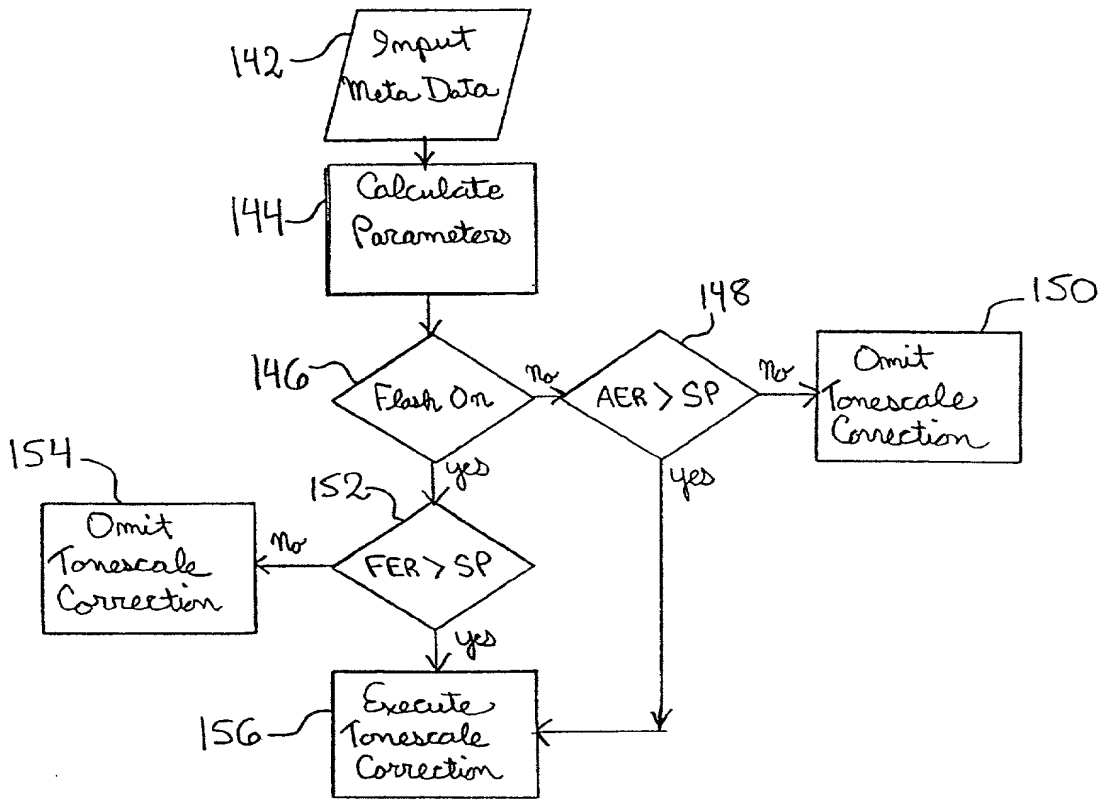 142
Input
Meta Data
144
Calculate
Parameters
146
Flash On
No
148
AER > SP
No
150
Omit
Tonescale
Correction
yes
yes
152
FER > SP
No
154
Omit
Tonescale
Correction
yes
156
Execute
Tonescale
Correction